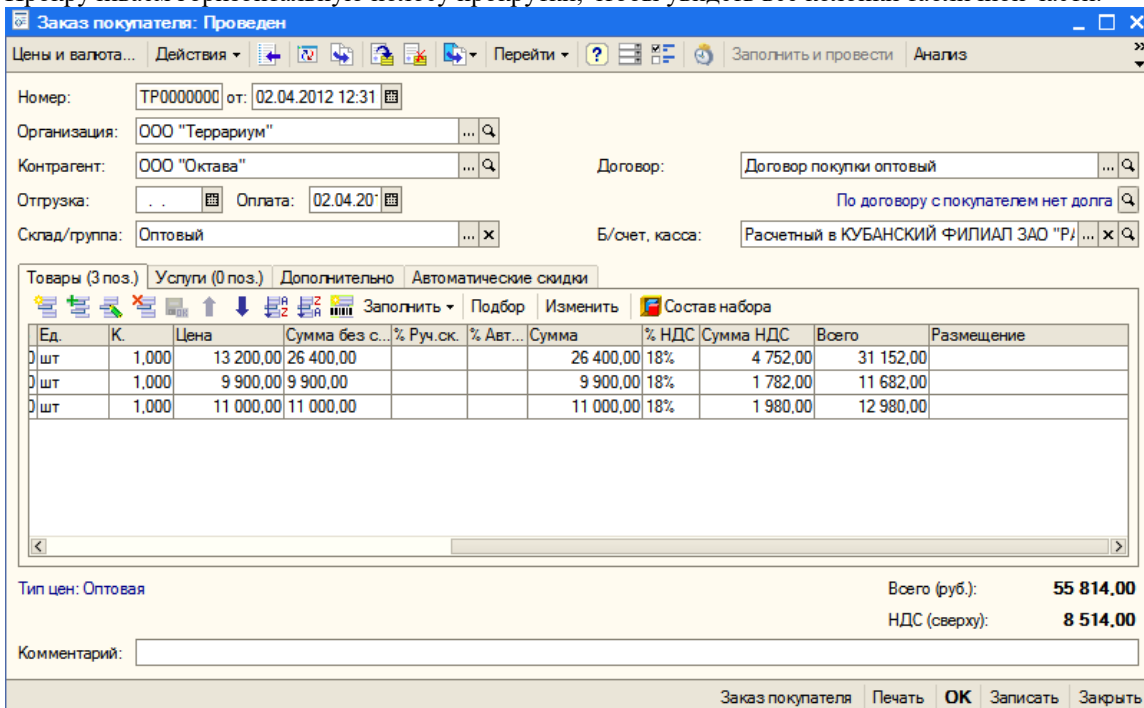 Заказ покупателя: Проведен
Цены и валюта... Действия Перейти Заполнить и провести Анализ
Номер: ТР0000000 от: 02.04.2012 12:31
Организация: ООО "Террариум"
Контрагент: ООО "Октава" Договор: Договор покупки оптовый
Отгрузка: . . Оплата: 02.04.20 По договору с покупателем нет долга
Склад/группа: Оптовый Б/счет, касса: Расчетный в КУБАНСКИЙ ФИЛИАЛ ЗАО
Товары (3 поз.) Услуги (0 поз.) Дополнительно Автоматические скидки
Заполнить Подбор Изменить Состав набора
Ед. К. Цена Сумма без с... % Руч.ск. % Авт... Сумма % НДС Сумма НДС Всего Размещение
шт 1,000 13 200,00 26 400,00 26 400,00 18% 4 752,00 31 152,00
шт 1,000 9 900,00 9 900,00 9 900,00 18% 1 782,00 11 682,00
шт 1,000 11 000,00 11 000,00 11 000,00 18% 1 980,00 12 980,00
Тип цен: Оптовая Всего (руб.): 55 814,00
НДС (сверху): 8 514,00
Комментарий:
Заказ покупателя Печать OK Записать Закрыть